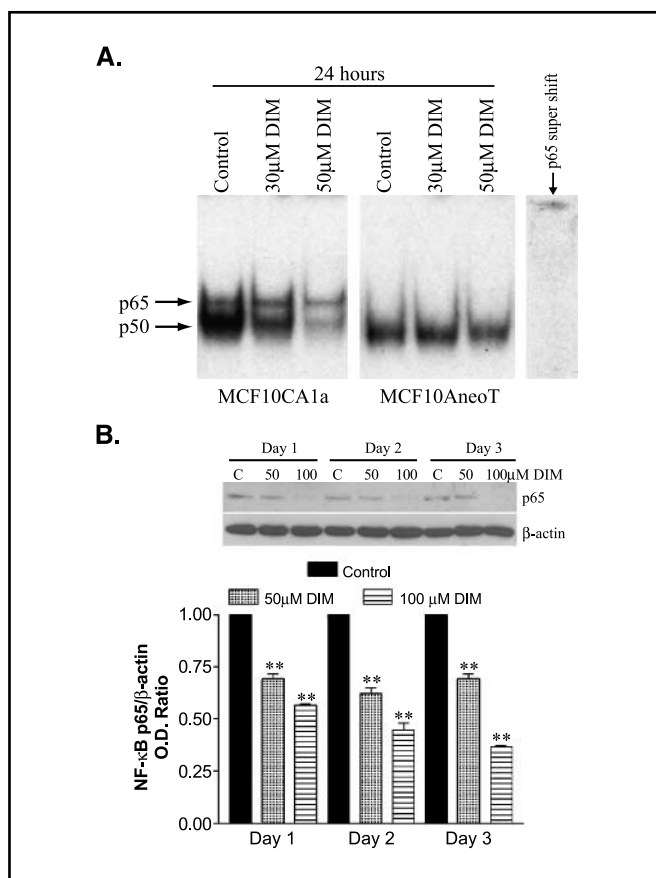 A.
24 hours
Control
30µM DIM
50µM DIM
Control
30µM DIM
50µM DIM
p65 super shift
p65
p50
MCF10CA1a
MCF10AneoT
B.
Day 1 Day 2 Day 3
C 50 100 C 50 100 C 50 100µM DIM
p65
β-actin
Control
50µM DIM 100 µM DIM
NF-κB p65/β-actin
O.D. Ratio
1.00
0.75
0.50
0.25
0.00
** ** ** ** ** **
Day 1 Day 2 Day 3